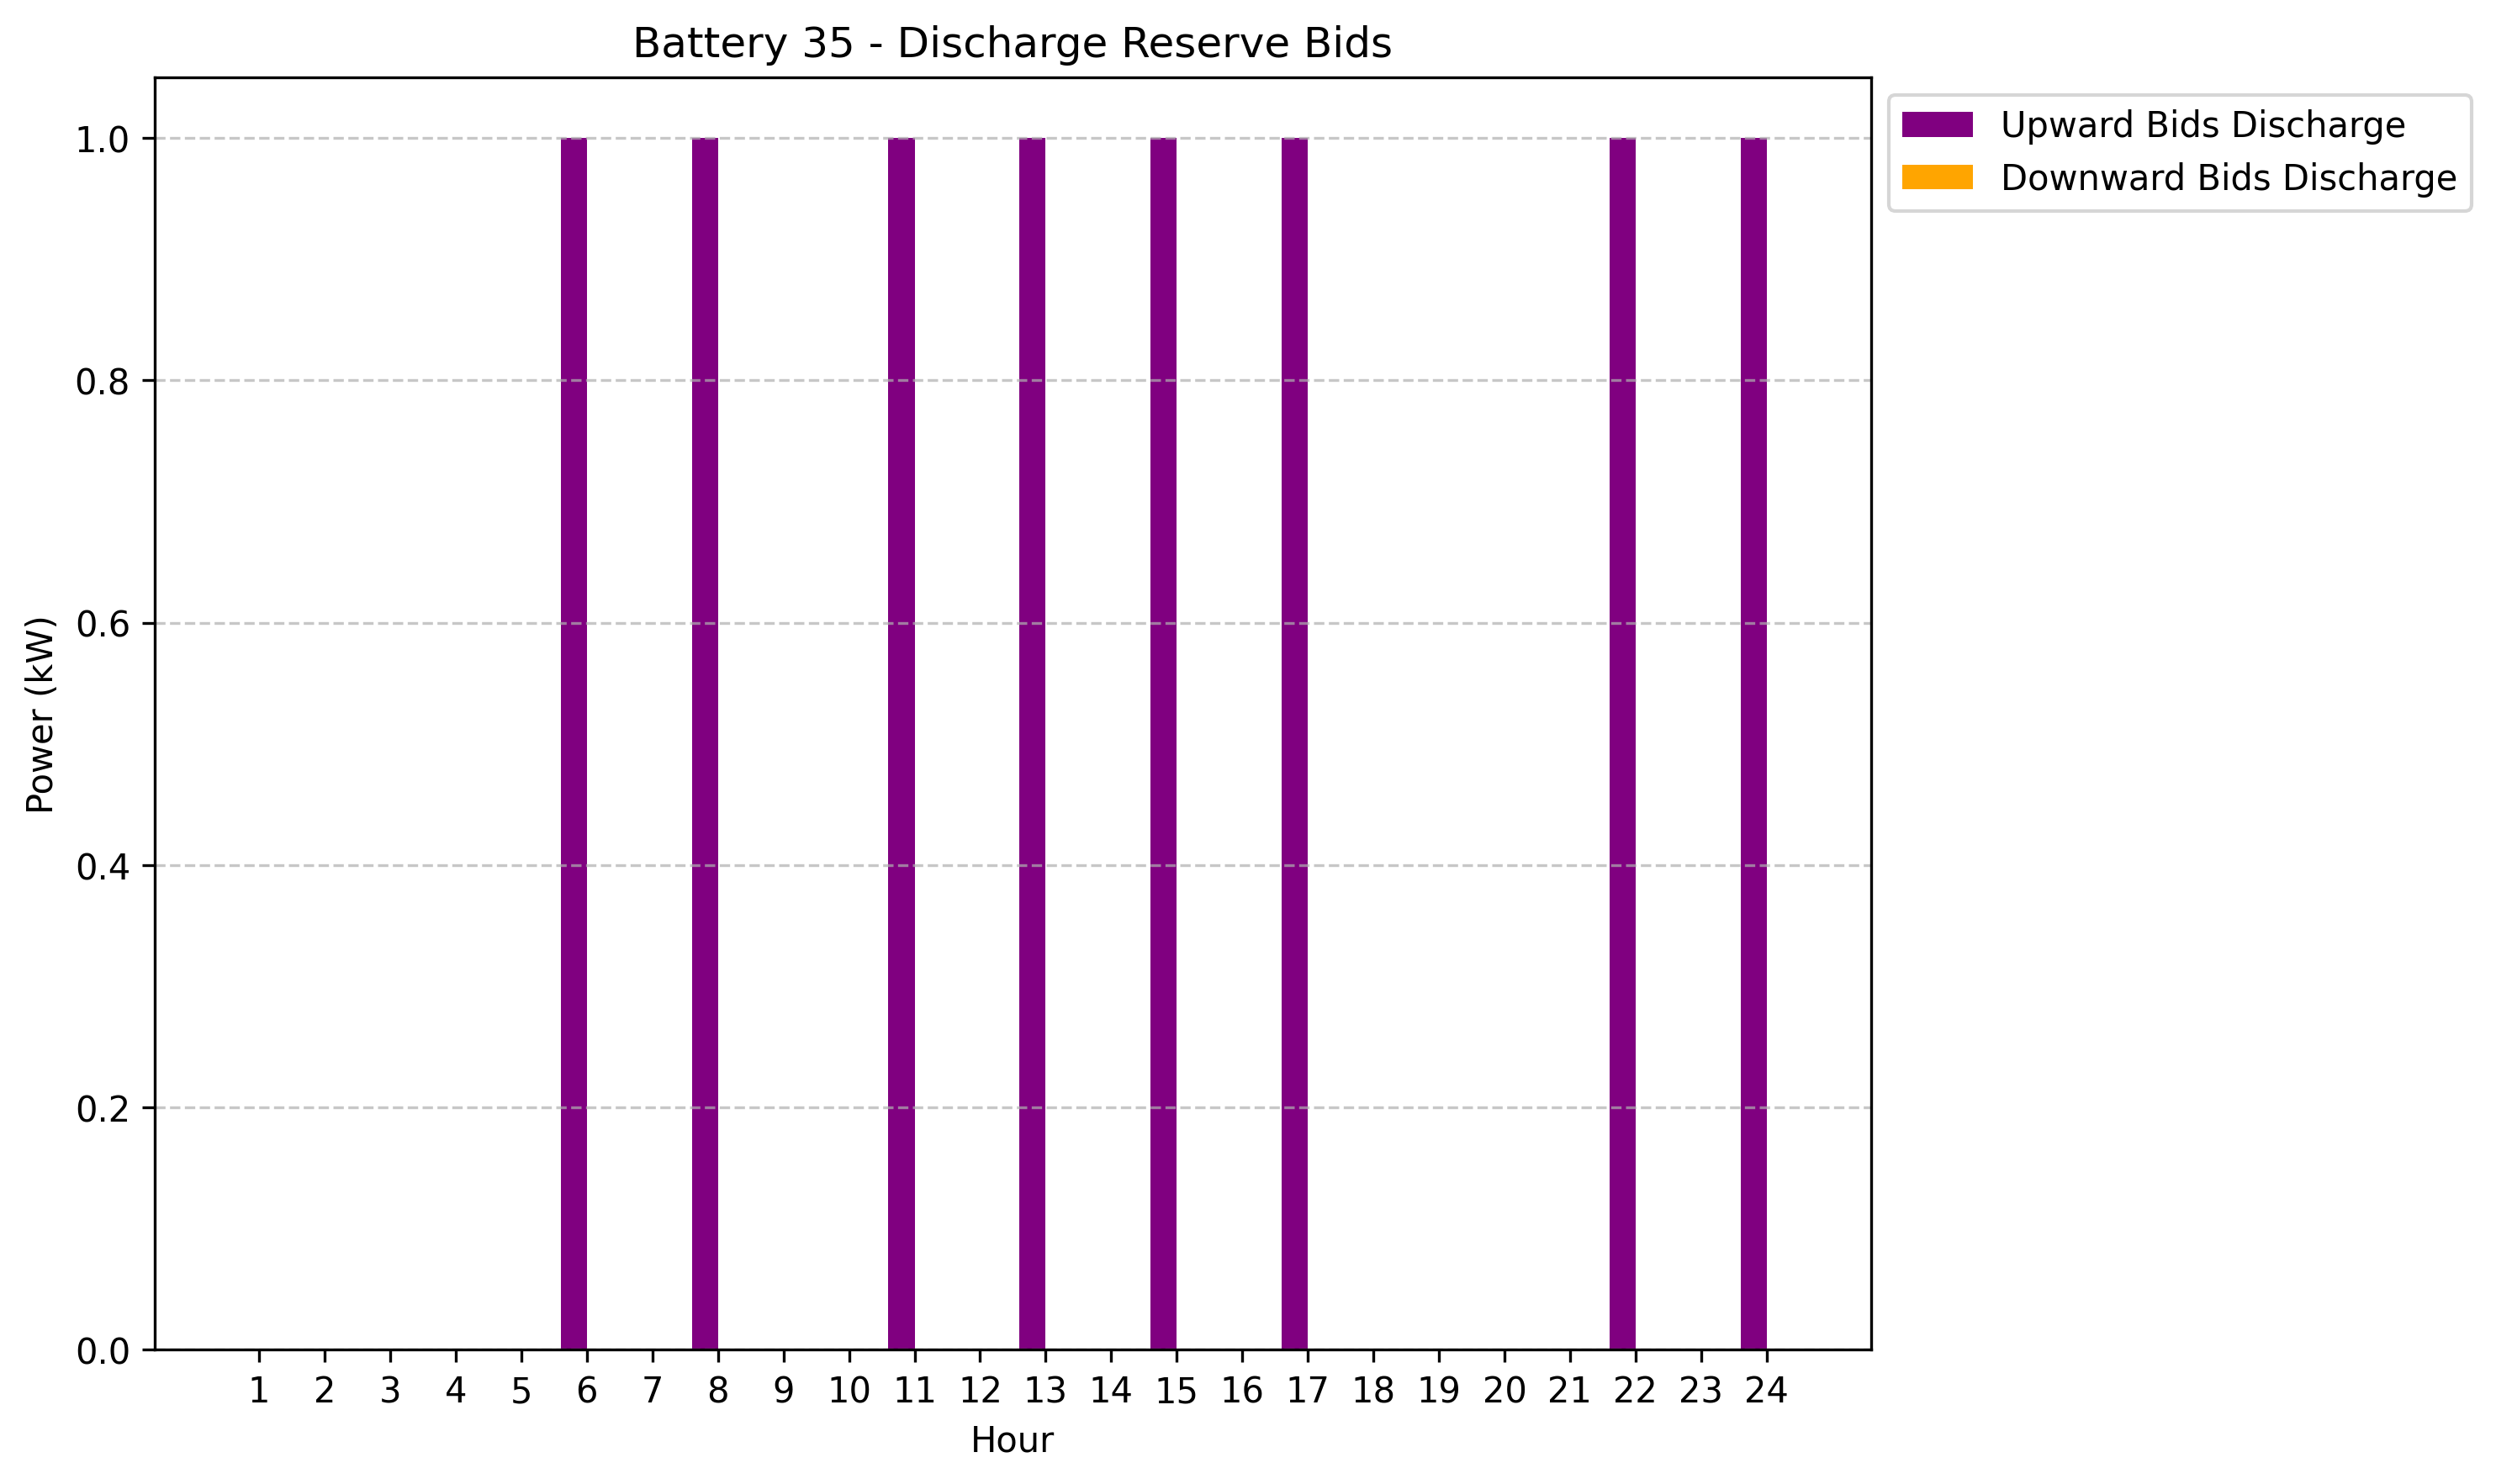 Battery 35 - Discharge Reserve Bids
Upward Bids Discharge
Downward Bids Discharge
1.0
0.8
0.6
0.4
0.2
0.0
Power (kW)
1 2 3 4 5 6 7 8 9 10 11 12 13 14 15 16 17 18 19 20 21 22 23 24
Hour